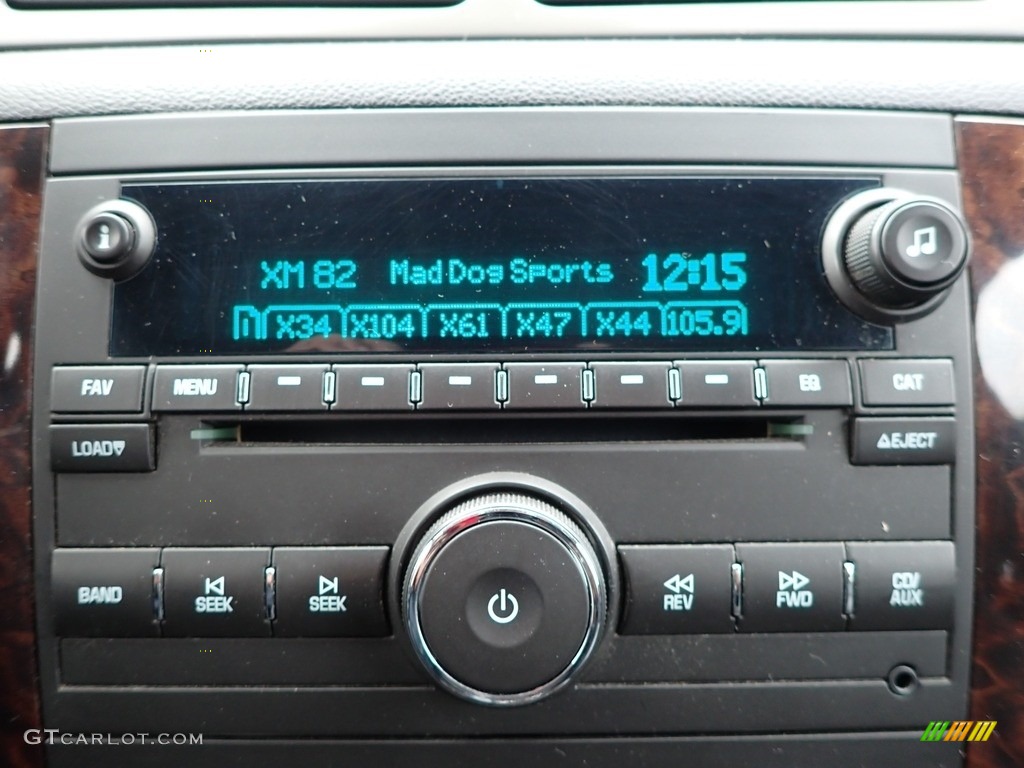 XM 82 Mad Dog Sports 12:15
X34 X104 X61 X47 X44 105.9
FAV MENU EQ CAT
LOAD EJECT
BAND SEEK SEEK REV FWD CD/
AUX
GTCARLOT.COM